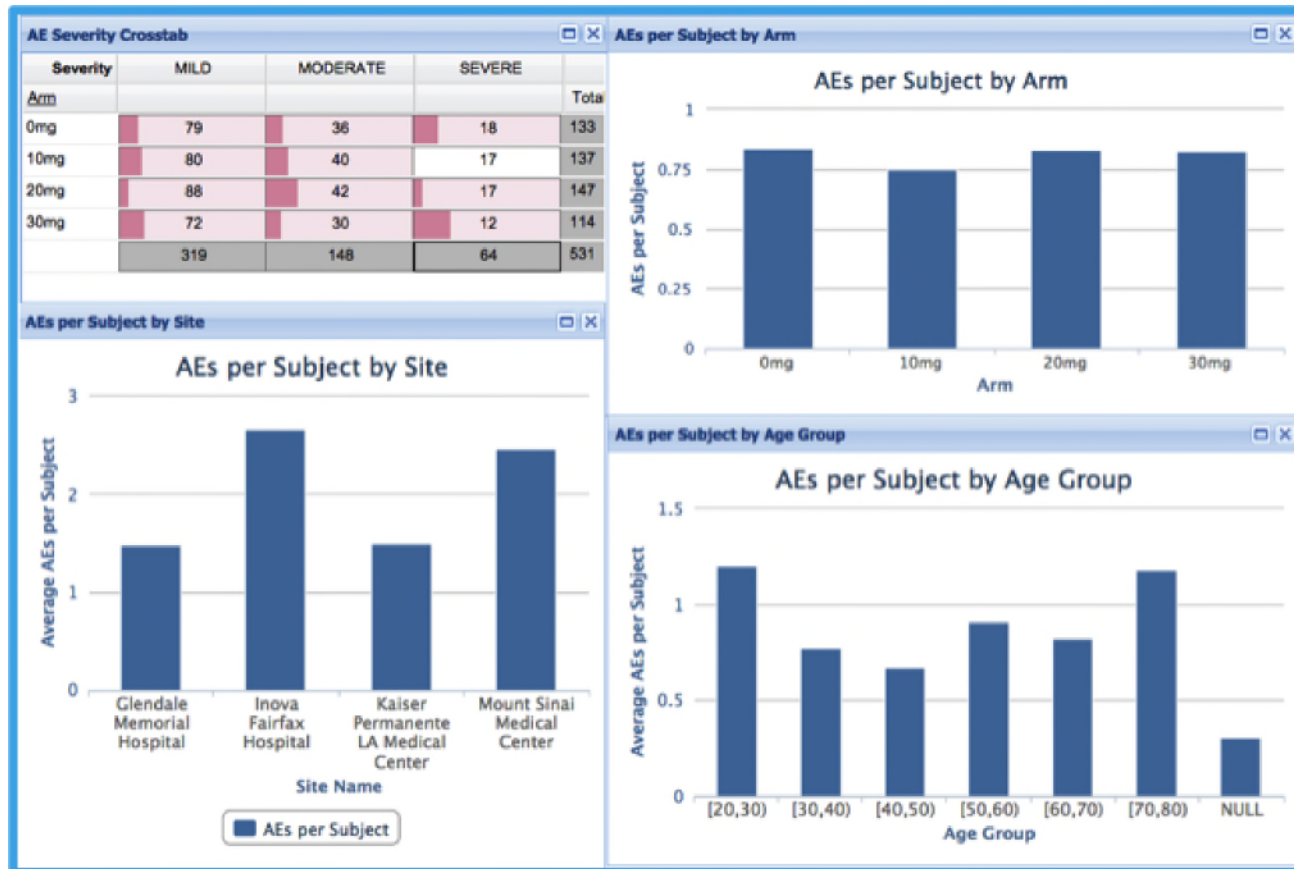 AE Severity Crosstab
Severity MILD MODERATE SEVERE
Arm Total
0mg 79 36 18 133
10mg 80 40 17 137
20mg 88 42 17 147
30mg 72 30 12 114
319 148 64 531
AEs per Subject by Site
AEs per Subject by Site
3
2
1
0
Average AEs per Subject
Glendale
Memorial
Hospital
Inova
Fairfax
Hospital
Kaiser
Permanente
LA Medical
Center
Mount Sinai
Medical
Center
Site Name
AEs per Subject
AEs per Subject by Arm
AEs per Subject by Arm
1
0.75
0.5
0.25
0
AEs per Subject
0mg 10mg 20mg 30mg
Arm
AEs per Subject by Age Group
AEs per Subject by Age Group
1.5
1
0.5
0
Average AEs per Subject
[20,30) [30,40) [40,50) [50,60) [60,70) [70,80) NULL
Age Group